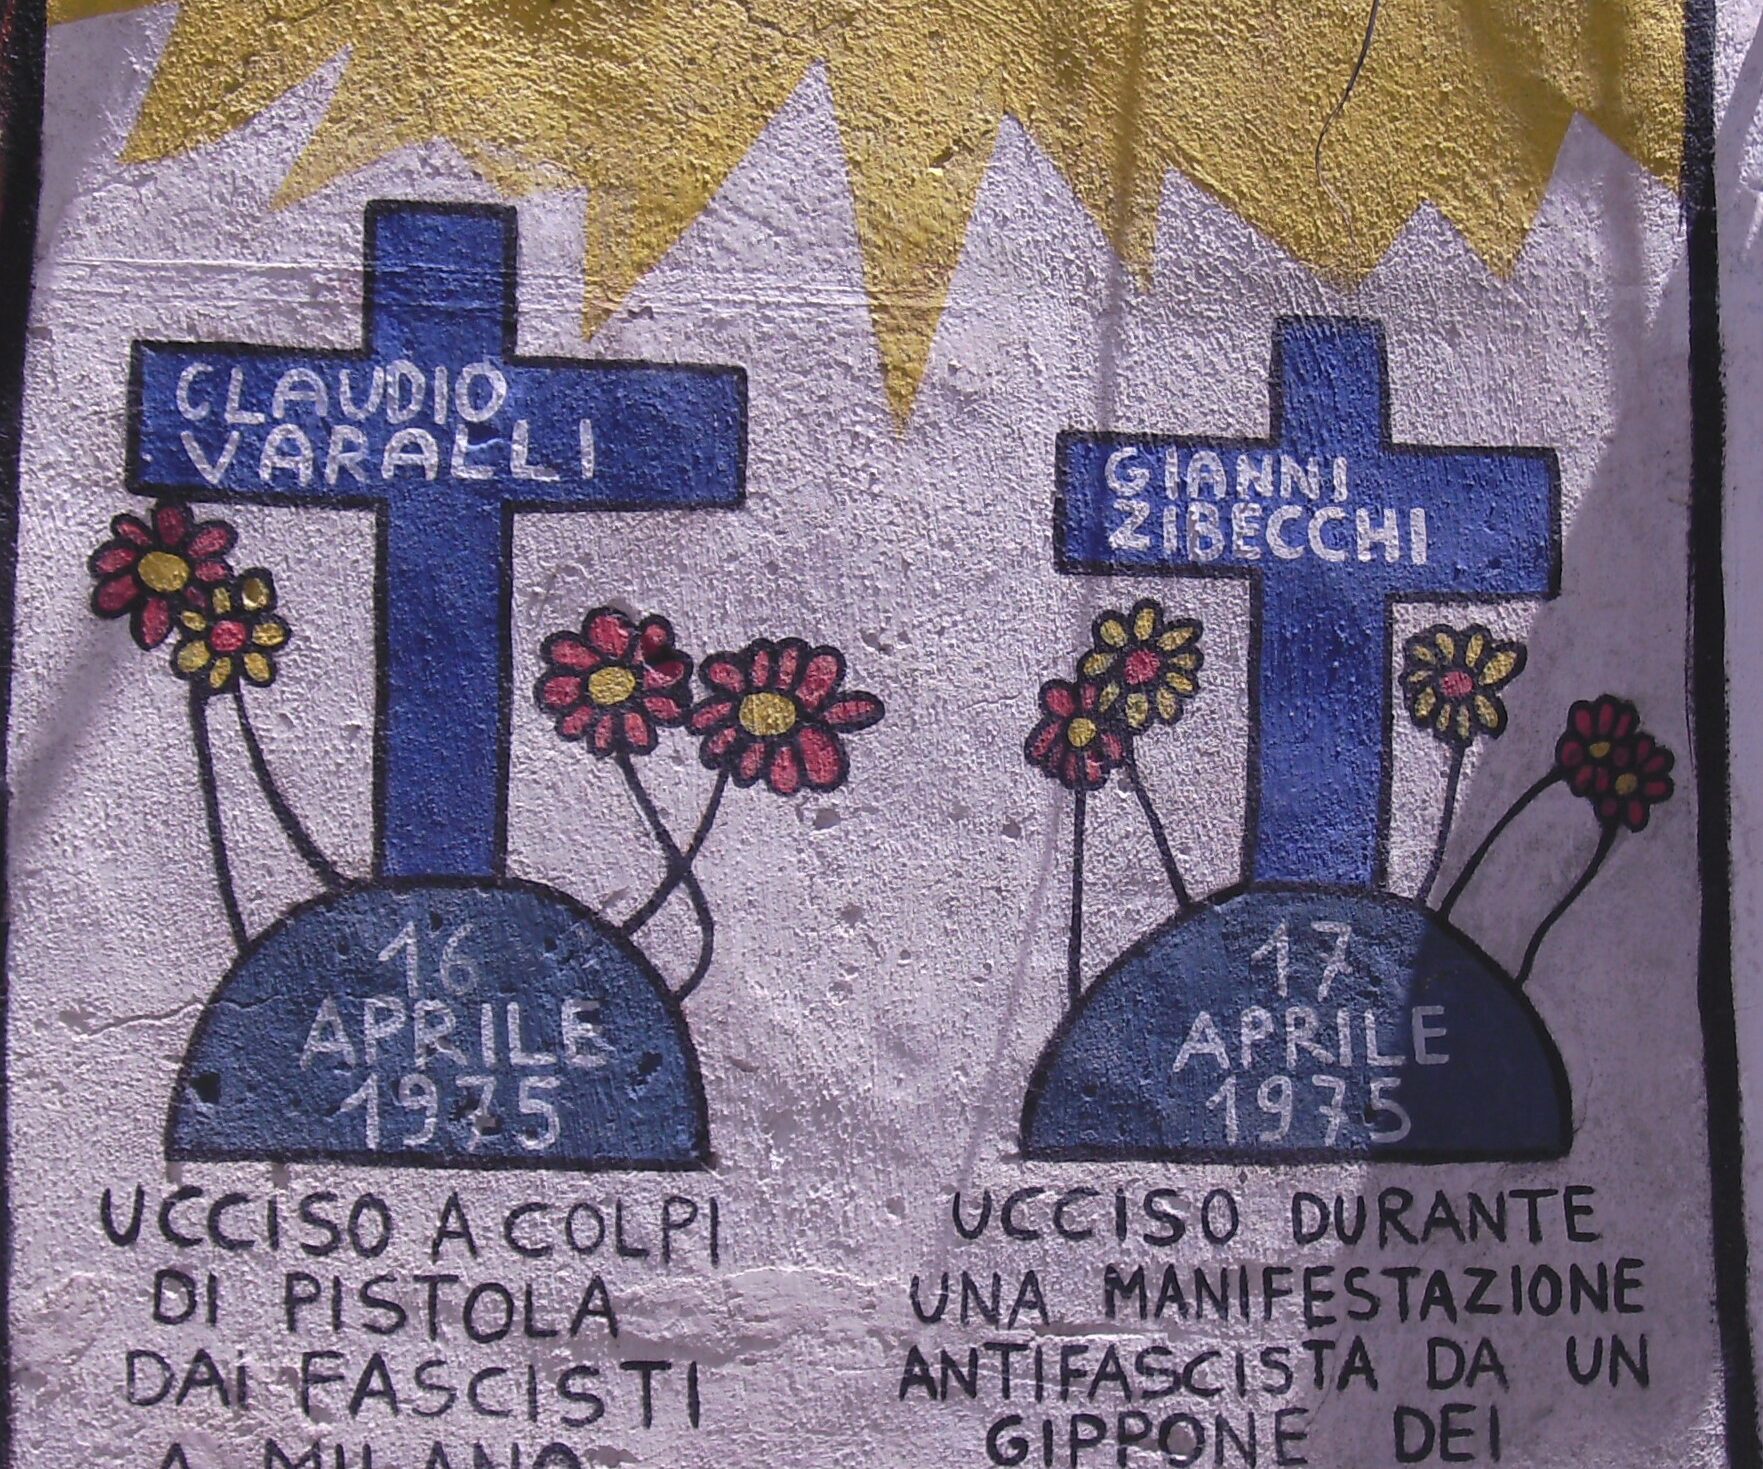 CLAUDIO
VARALLI
16
APRILE
1975
UCCISO A COLPI
DI PISTOLA
DAi FASCISTI
A MILANO
GIANNI
ZIBECCHI
17
APRILE
1975
UCCISO DURANTE
UNA MANIFESTAZIONE
ANTIFASCISTA DA UN
GIPPONE DEI